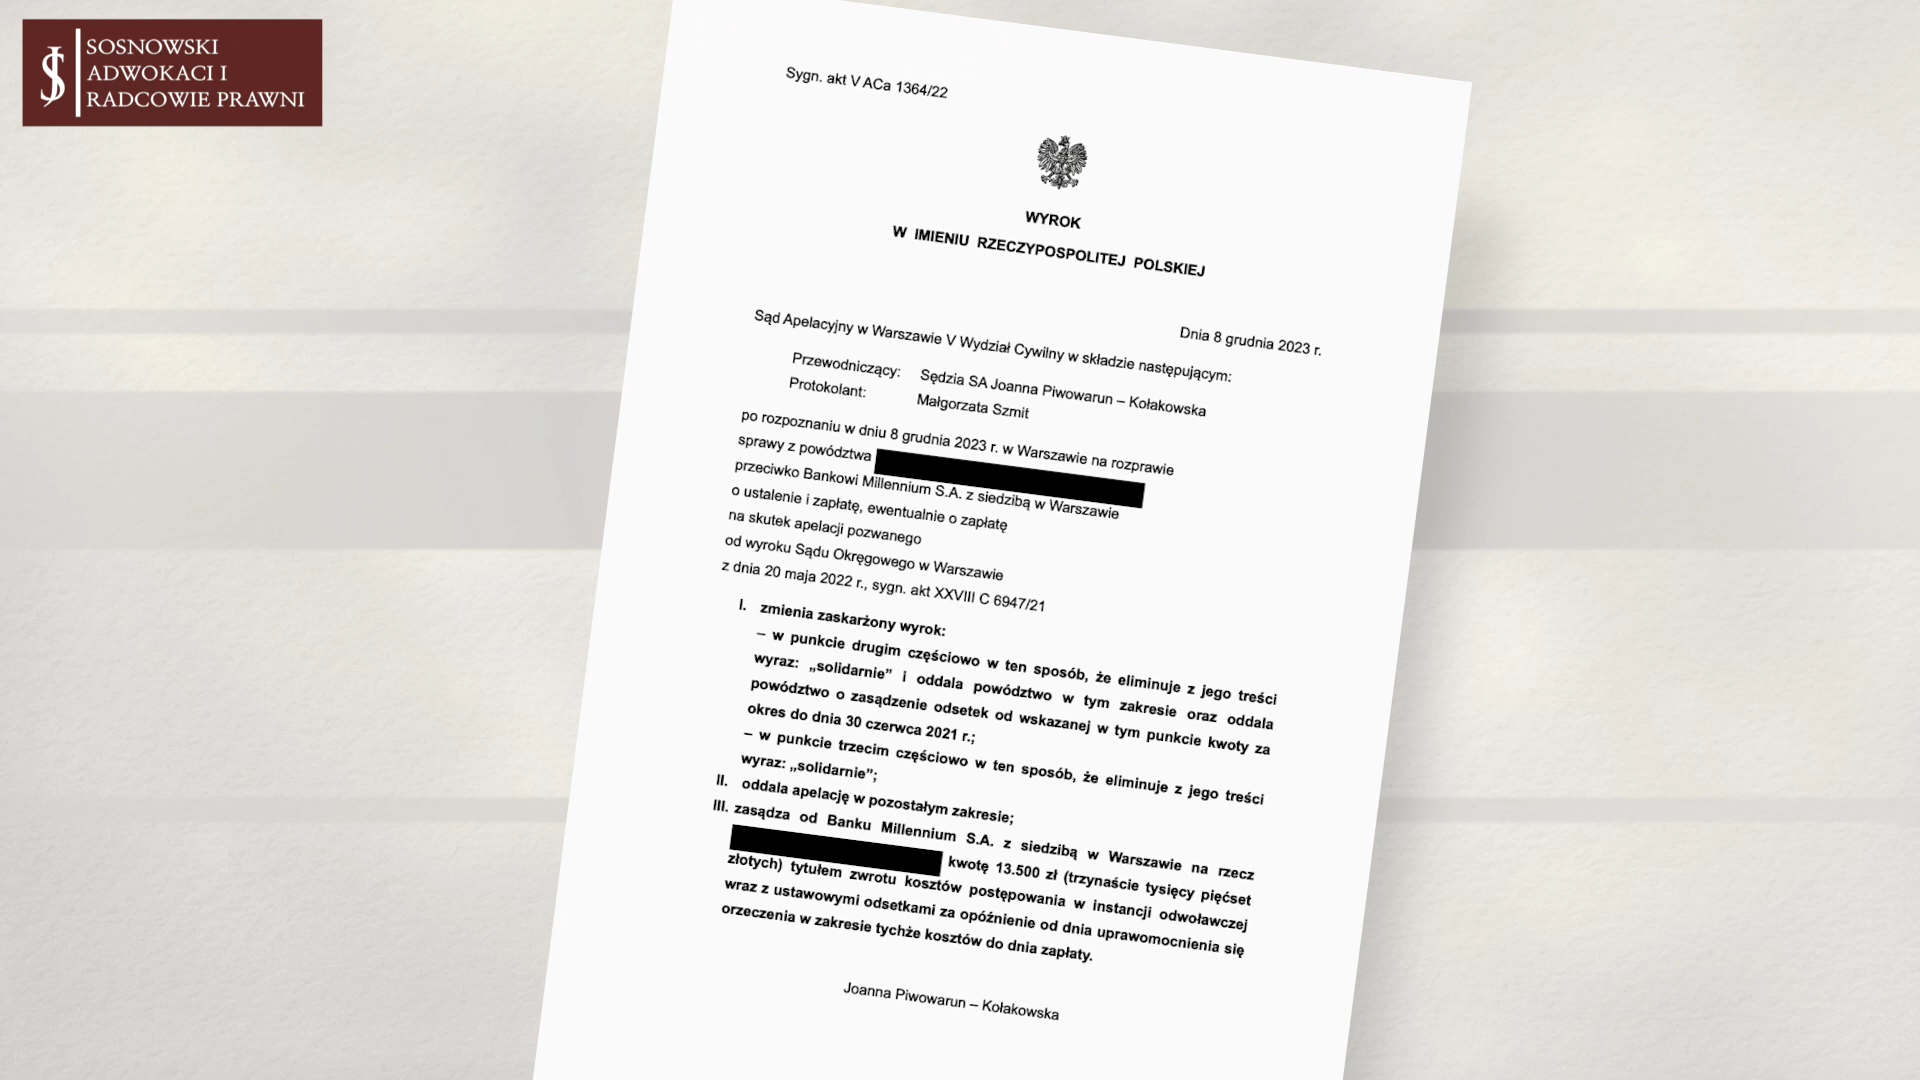 SOSNOWSKI
ADWOKACI I
RADCOWIE PRAWNI
Sygn. akt V ACa 1364/22
WYROK
W IMIENIU RZECZYPOSPOLITEJ POLSKIEJ
Dnia 8 grudnia 2023 r.
Sąd Apelacyjny w Warszawie V Wydział Cywilny w składzie następującym:
Przewodniczący: Sędzia SA Joanna Piwowarun – Kołakowska
Protokolant: Małgorzata Szmit
po rozpoznaniu w dniu 8 grudnia 2023 r. w Warszawie na rozprawie
sprawy z powództwa
przeciwko Bankowi Millennium S.A. z siedzibą w Warszawie
o ustalenie i zapłatę, ewentualnie o zapłatę
na skutek apelacji pozwanego
od wyroku Sądu Okręgowego w Warszawie
z dnia 20 maja 2022 r., sygn. akt XXVIII C 6947/21
I. zmienia zaskarżony wyrok:
– w punkcie drugim częściowo w ten sposób, że eliminuje z jego treści
wyraz: „solidarnie” i oddala powództwo w tym zakresie oraz oddala
powództwo o zasądzenie odsetek od wskazanej w tym punkcie kwoty za
okres do dnia 30 czerwca 2021 r.;
– w punkcie trzecim częściowo w ten sposób, że eliminuje z jego treści
wyraz: „solidarnie”;
II. oddala apelację w pozostałym zakresie;
III. zasądza od Banku Millennium S.A. z siedzibą w Warszawie na rzecz
kwotę 13.500 zł (trzynaście tysięcy pięćset
złotych) tytułem zwrotu kosztów postępowania w instancji odwoławczej
wraz z ustawowymi odsetkami za opóźnienie od dnia uprawomocnienia się
orzeczenia w zakresie tychże kosztów do dnia zapłaty.
Joanna Piwowarun – Kołakowska